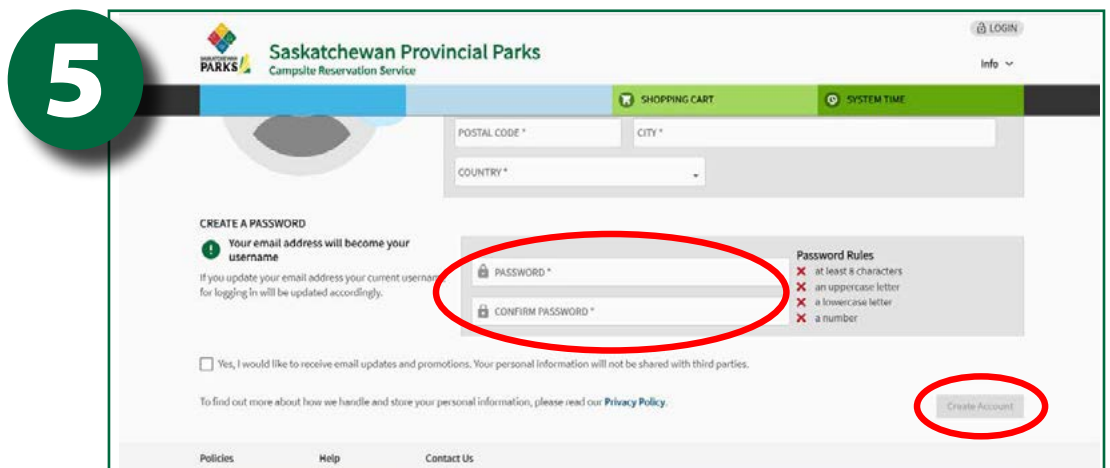 5
LOGIN
SASKATCHEWAN
PARKS
Saskatchewan Provincial Parks
Campsite Reservation Service
Info
SHOPPING CART
SYSTEM TIME
POSTAL CODE *
CITY *
COUNTRY *
CREATE A PASSWORD
Your email address will become your
username
If you update your email address your current username
for logging in will be updated accordingly.
PASSWORD *
CONFIRM PASSWORD *
Password Rules
at least 8 characters
an uppercase letter
a lowercase letter
a number
Yes, I would like to receive email updates and promotions. Your personal information will not be shared with third parties.
To find out more about how we handle and store your personal information, please read our Privacy Policy.
Create Account
Policies
Help
Contact Us